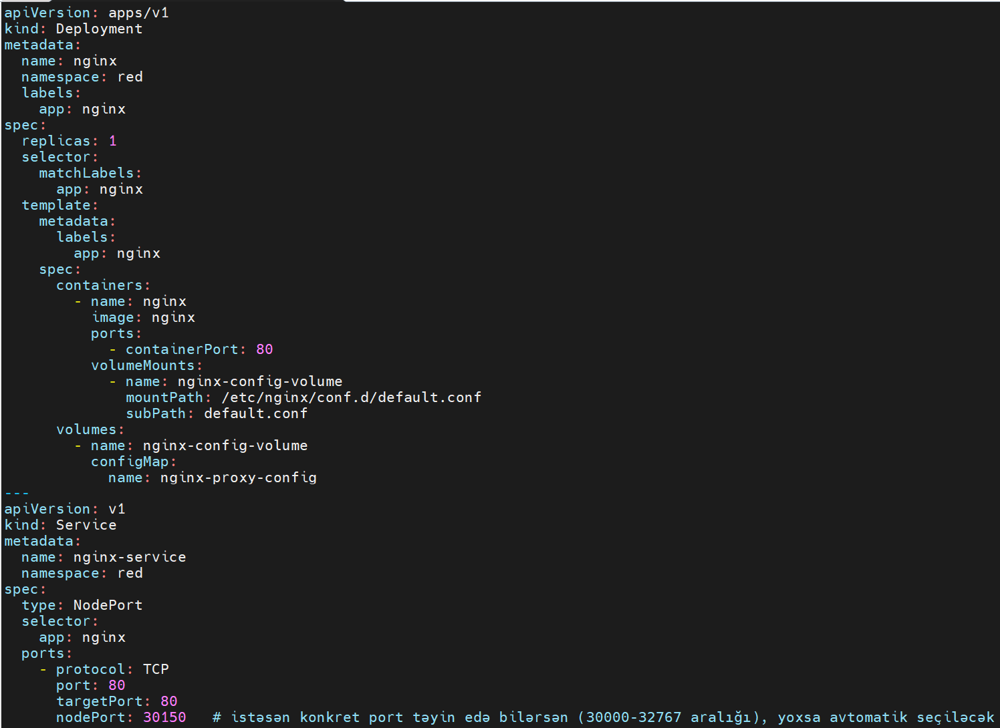 apiVersion: apps/v1
kind: Deployment
metadata:
  name: nginx
  namespace: red
  labels:
    app: nginx
spec:
  replicas: 1
  selector:
    matchLabels:
      app: nginx
  template:
    metadata:
      labels:
        app: nginx
    spec:
      containers:
        - name: nginx
          image: nginx
          ports:
            - containerPort: 80
          volumeMounts:
            - name: nginx-config-volume
              mountPath: /etc/nginx/conf.d/default.conf
              subPath: default.conf
      volumes:
        - name: nginx-config-volume
          configMap:
            name: nginx-proxy-config
---
apiVersion: v1
kind: Service
metadata:
  name: nginx-service
  namespace: red
spec:
  type: NodePort
  selector:
    app: nginx
  ports:
    - protocol: TCP
      port: 80
      targetPort: 80
      nodePort: 30150   # istəsən konkret port təyin edə bilərsən (30000-32767 aralığı), yoxsa avtomatik seçiləcək